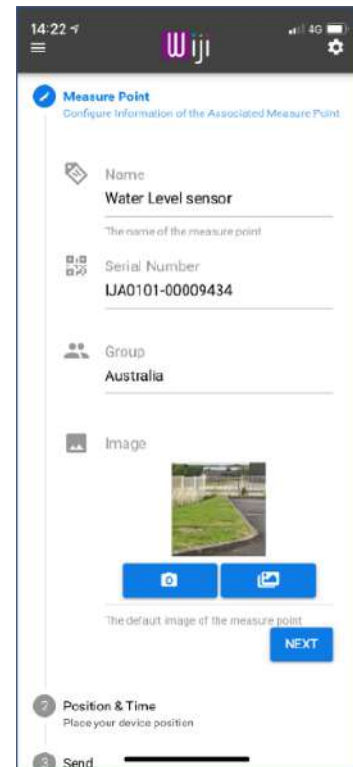 14:22
4G
Wiji
Measure Point
Configure Information of the Associated Measure Point
Name
Water Level sensor
The name of the measure point
Serial Number
IJA0101-00009434
Group
Australia
Image
The default image of the measure point
NEXT
2
Position & Time
Place your device position
3
Send